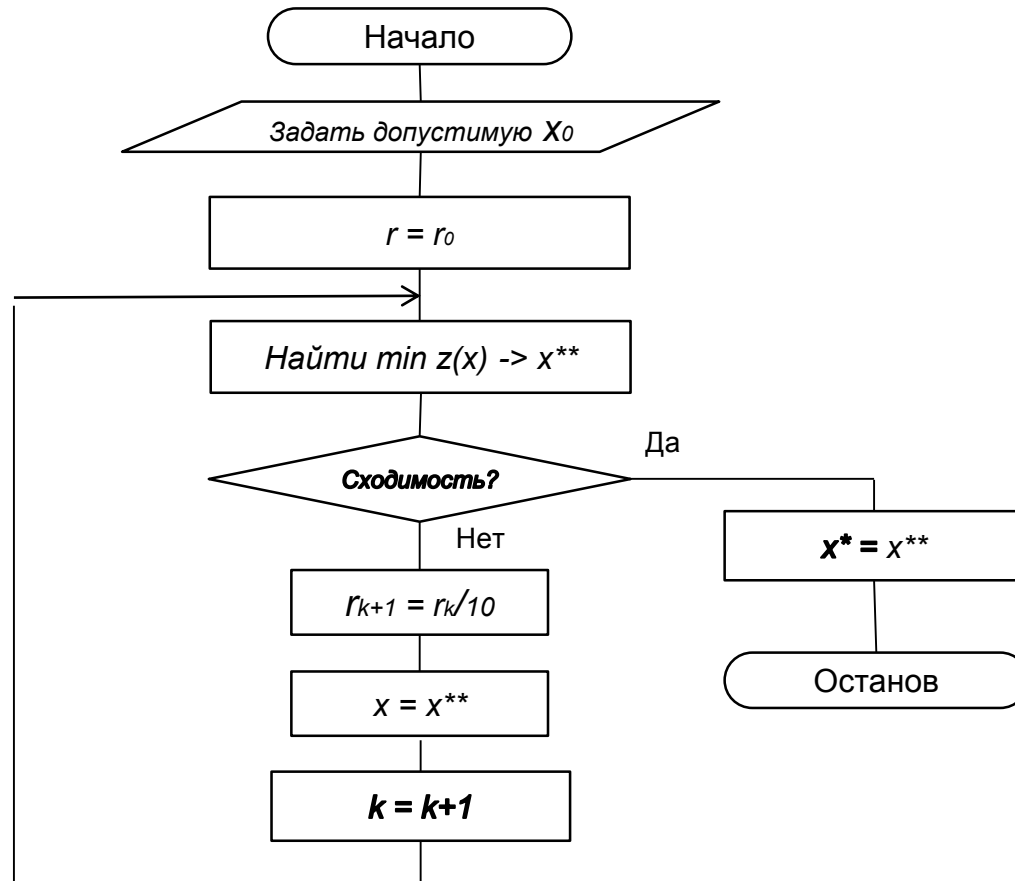 Начало
Задать допустимую x0
r = r0
Найти min z(x) -> x**
Сходимость?
Да
Нет
x* = x**
rk+1 = rk/10
Останов
x = x**
k = k+1